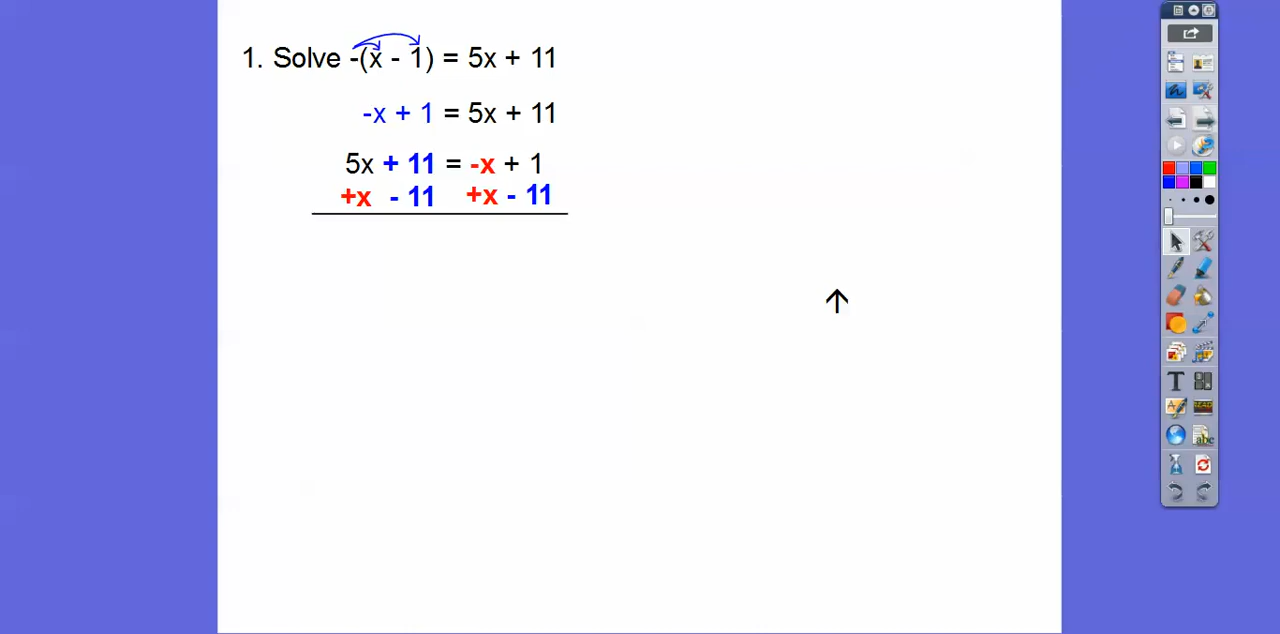 1. Solve -(x - 1) = 5x + 11
-x + 1 = 5x + 11
5x + 11 = -x + 1
+x - 11 +x - 11